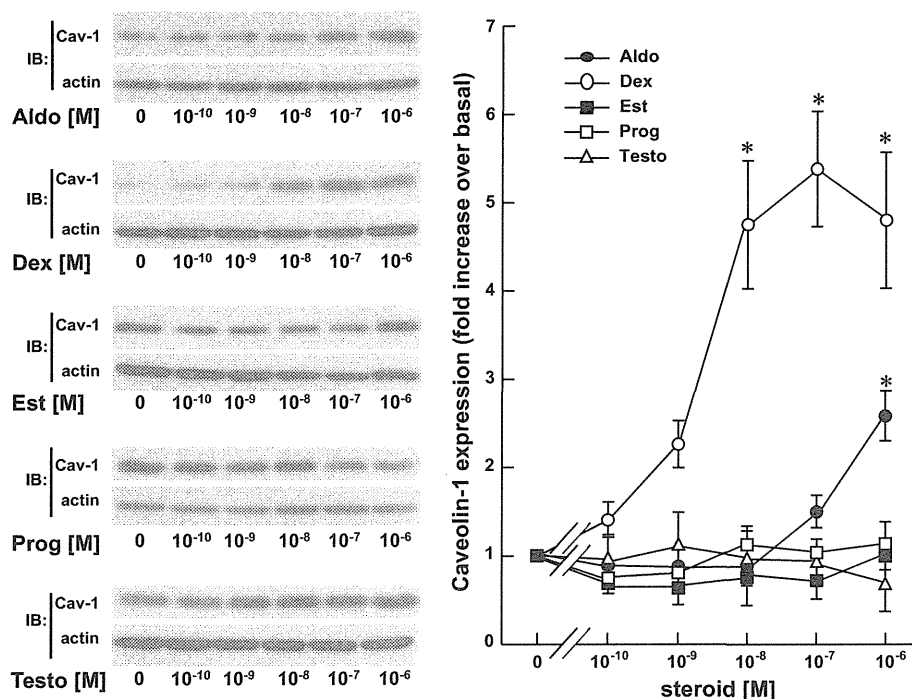 IB:
Cav-1
actin
Aldo [M] 0 10⁻¹⁰ 10⁻⁹ 10⁻⁸ 10⁻⁷ 10⁻⁶
IB:
Cav-1
actin
Dex [M] 0 10⁻¹⁰ 10⁻⁹ 10⁻⁸ 10⁻⁷ 10⁻⁶
IB:
Cav-1
actin
Est [M] 0 10⁻¹⁰ 10⁻⁹ 10⁻⁸ 10⁻⁷ 10⁻⁶
IB:
Cav-1
actin
Prog [M] 0 10⁻¹⁰ 10⁻⁹ 10⁻⁸ 10⁻⁷ 10⁻⁶
IB:
Cav-1
actin
Testo [M] 0 10⁻¹⁰ 10⁻⁹ 10⁻⁸ 10⁻⁷ 10⁻⁶
Caveolin-1 expression (fold increase over basal)
7
6
5
4
3
2
1
0
Aldo
Dex
Est
Prog
Testo
*
*
*
*
0 10⁻¹⁰ 10⁻⁹ 10⁻⁸ 10⁻⁷ 10⁻⁶
steroid [M]